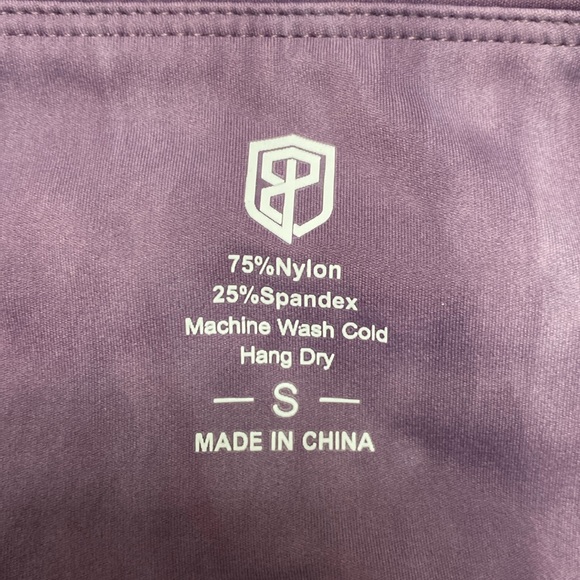 75%Nylon
25%Spandex
Machine Wash Cold
Hang Dry
S
MADE IN CHINA